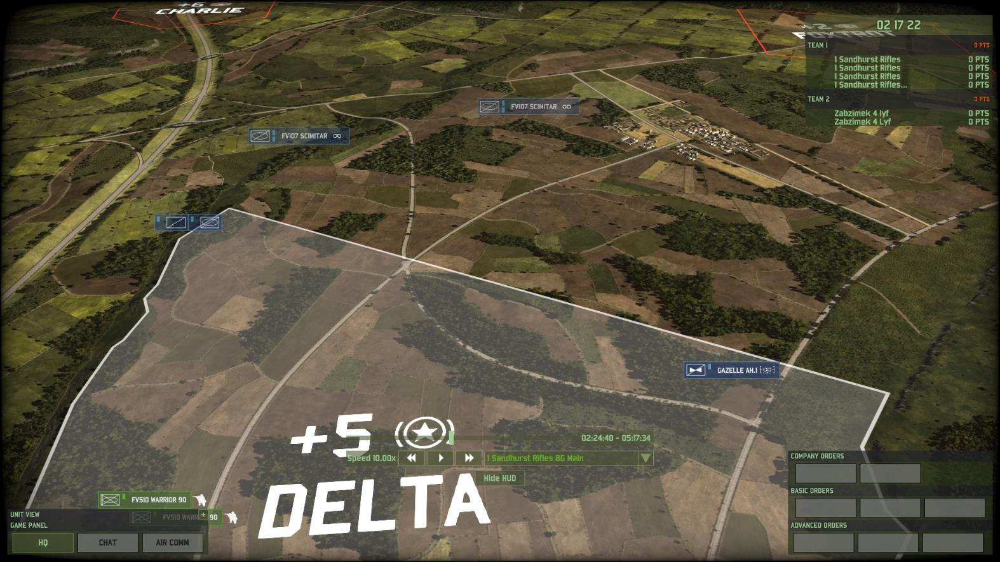 +6
CHARLIE
+2
FOXTROT
02 17 22
TEAM 1 0 PTS
1 Sandhurst Rifles 0 PTS
1 Sandhurst Rifles 0 PTS
1 Sandhurst Rifles 0 PTS
1 Sandhurst Rifles... 0 PTS
TEAM 2 0 PTS
Zabzimek 4 lyf 0 PTS
Zabzimek 4 Lyf 0 PTS
FV107 SCIMITAR
FV107 SCIMITAR
GAZELLE AH.1
+5
DELTA
02:24:40 - 05:17:34
Speed 10.00x
1 Sandhurst Rifles BG Main
Hide HUD
FV510 WARRIOR 90
FV510 WARR + 90
UNIT VIEW
GAME PANEL
HQ
CHAT
AIR COMM
COMPANY ORDERS
BASIC ORDERS
ADVANCED ORDERS